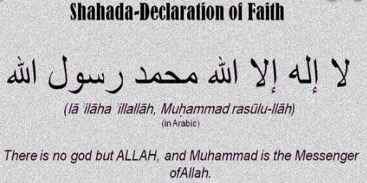 Shahada-Declaration of Faith
لا إله إلا الله محمد رسول الله
(lā ʾilāha ʾillallāh, Muḥammad rasūlu-llāh)
(in Arabic)
There is no god but ALLAH, and Muhammad is the Messenger
ofAllah.